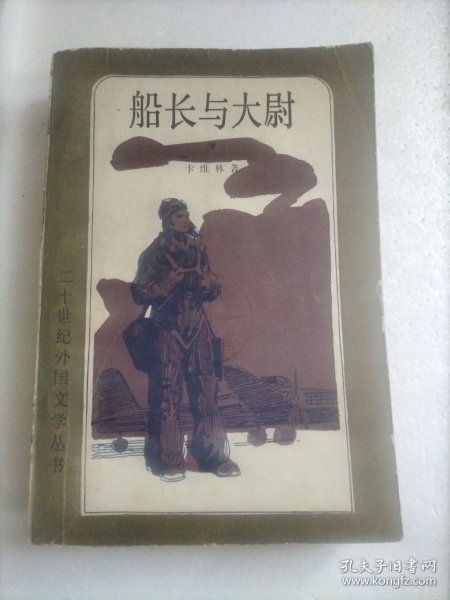 船长与大尉
下
卡维林著
二十世纪外国文学丛书
孔夫子旧书网
www.kongfz.com